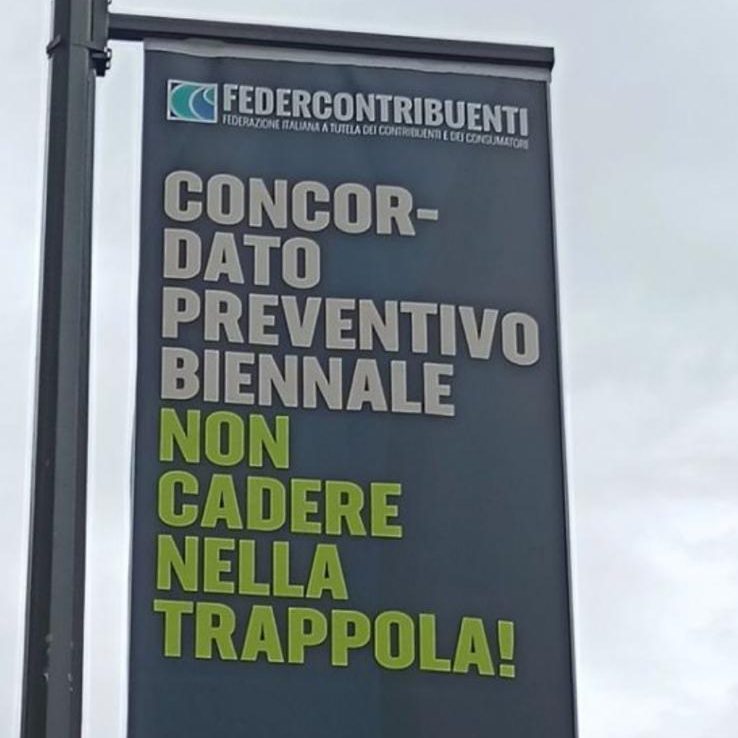 FEDERCONTRIBUENTI
FEDERAZIONE ITALIANA A TUTELA DEI CONTRIBUENTI E DEI CONSUMATORI
CONCOR-
DATO
PREVENTIVO
BIENNALE
NON
CADERE
NELLA
TRAPPOLA!